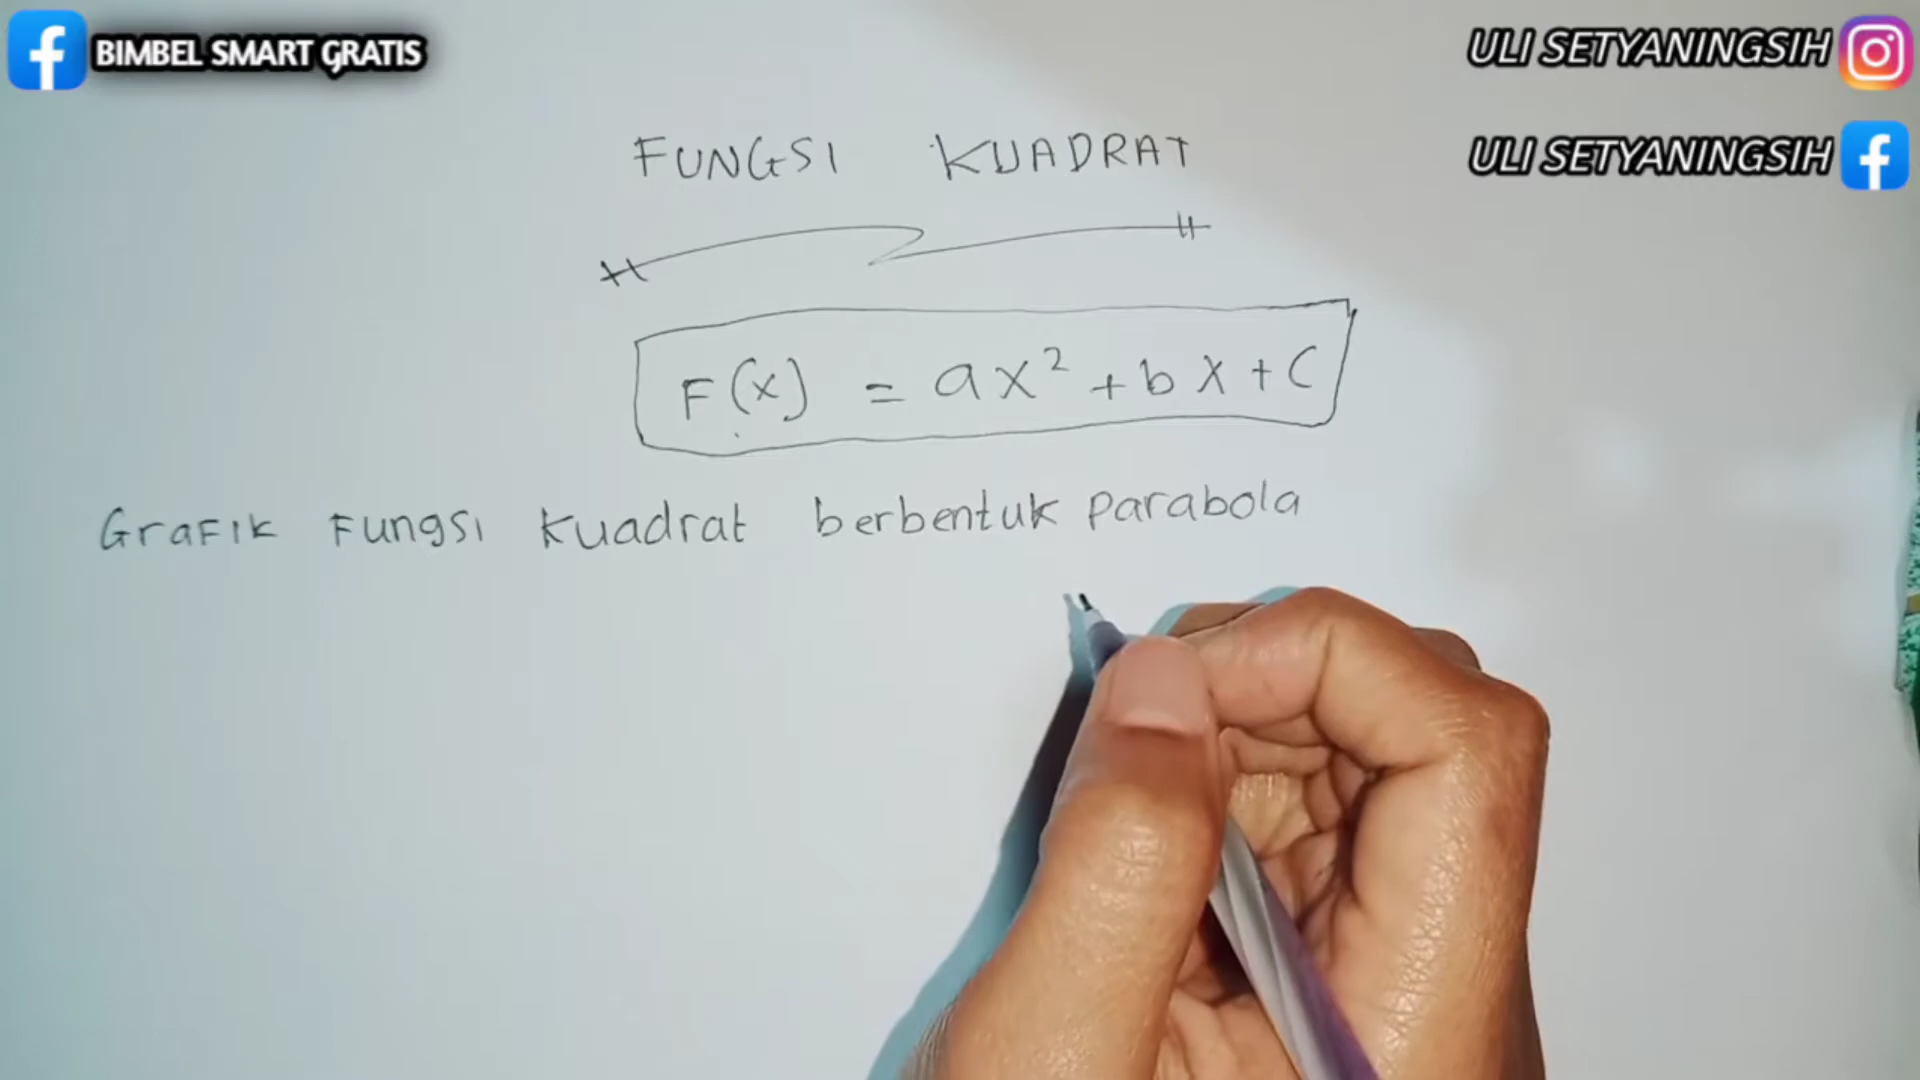 BIMBEL SMART GRATIS
ULI SETYANINGSIH
ULI SETYANINGSIH
FUNGSI KUADRAT
F(x) = ax² + bx + c
Grafik Fungsi Kuadrat berbentuk parabola